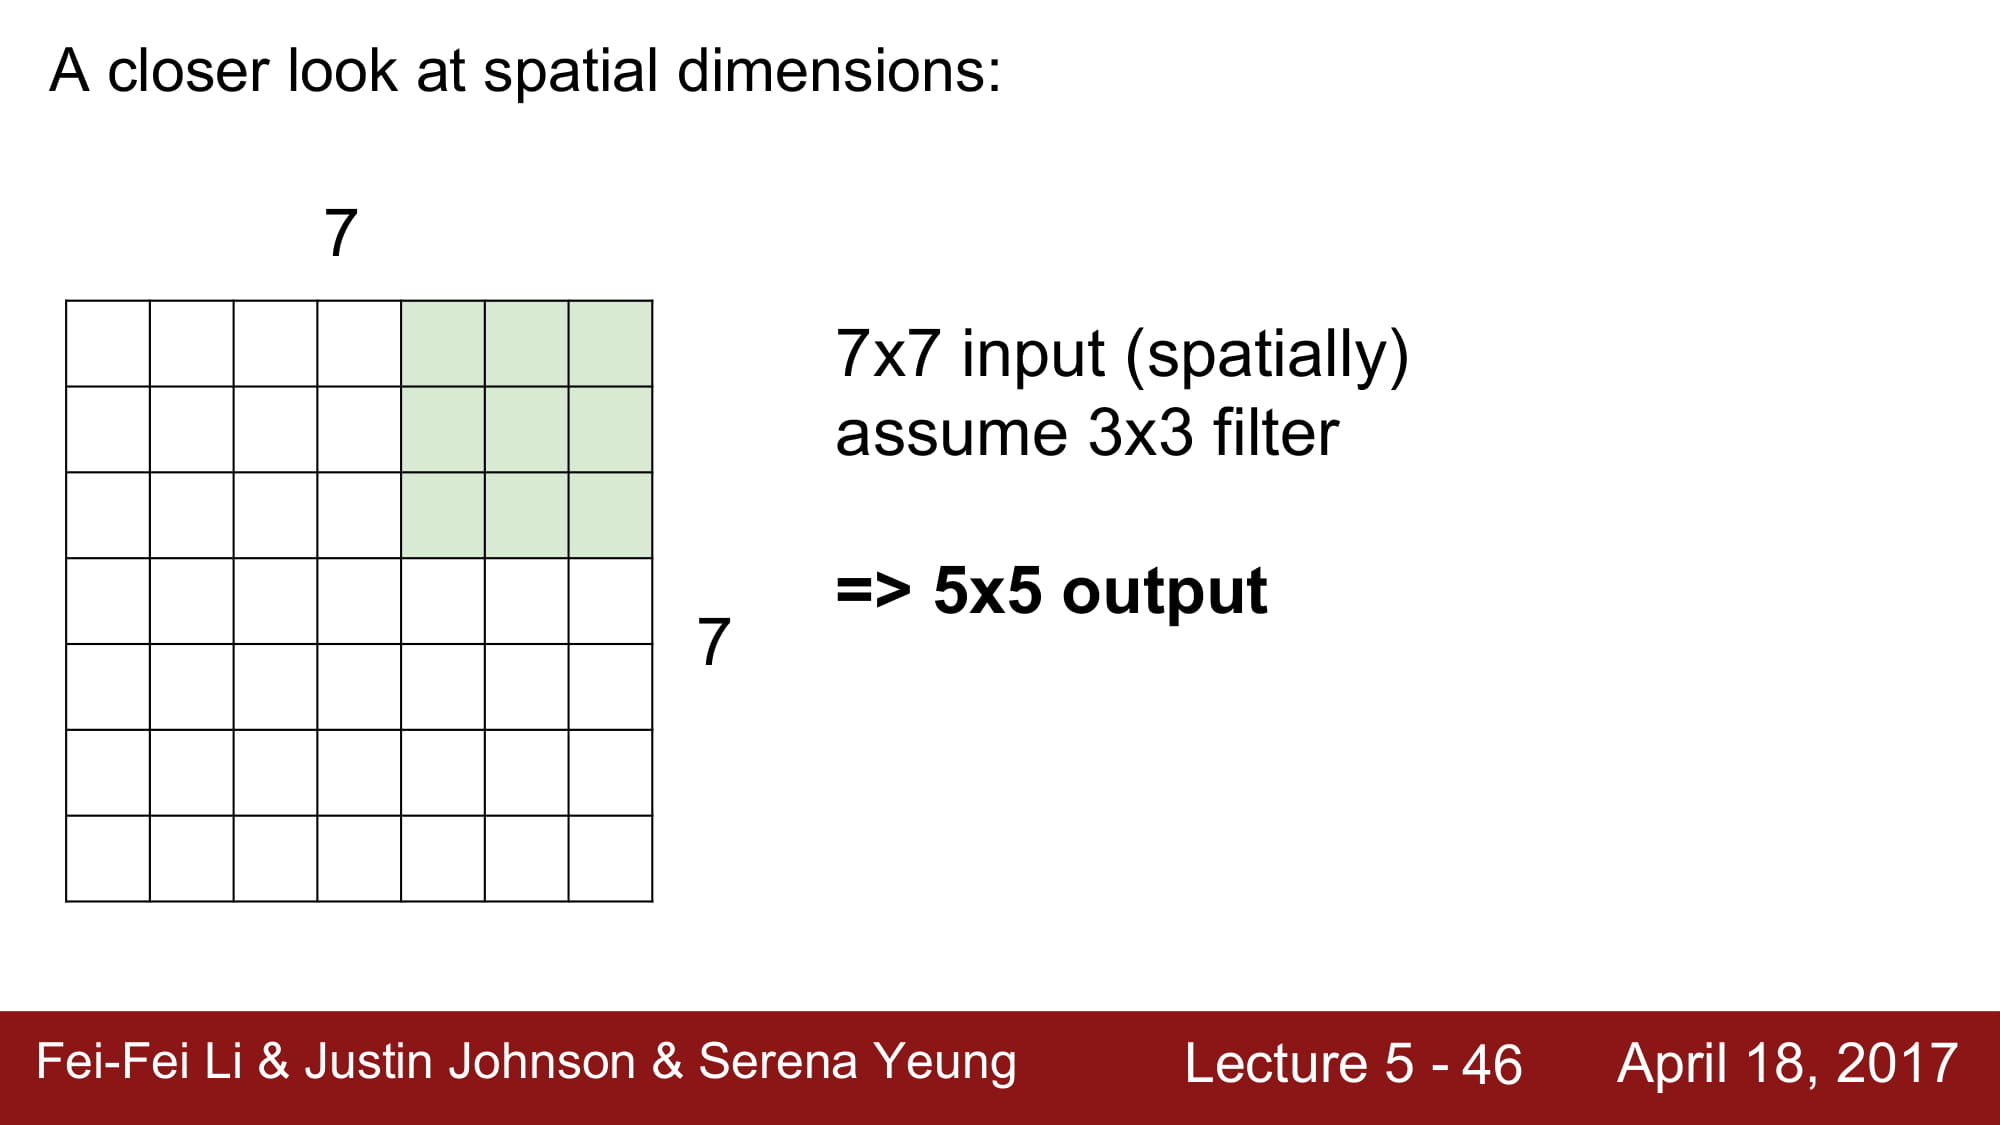 A closer look at spatial dimensions:
7
7x7 input (spatially)
assume 3x3 filter
=> 5x5 output
7
Fei-Fei Li & Justin Johnson & Serena Yeung
Lecture 5 - 46
April 18, 2017